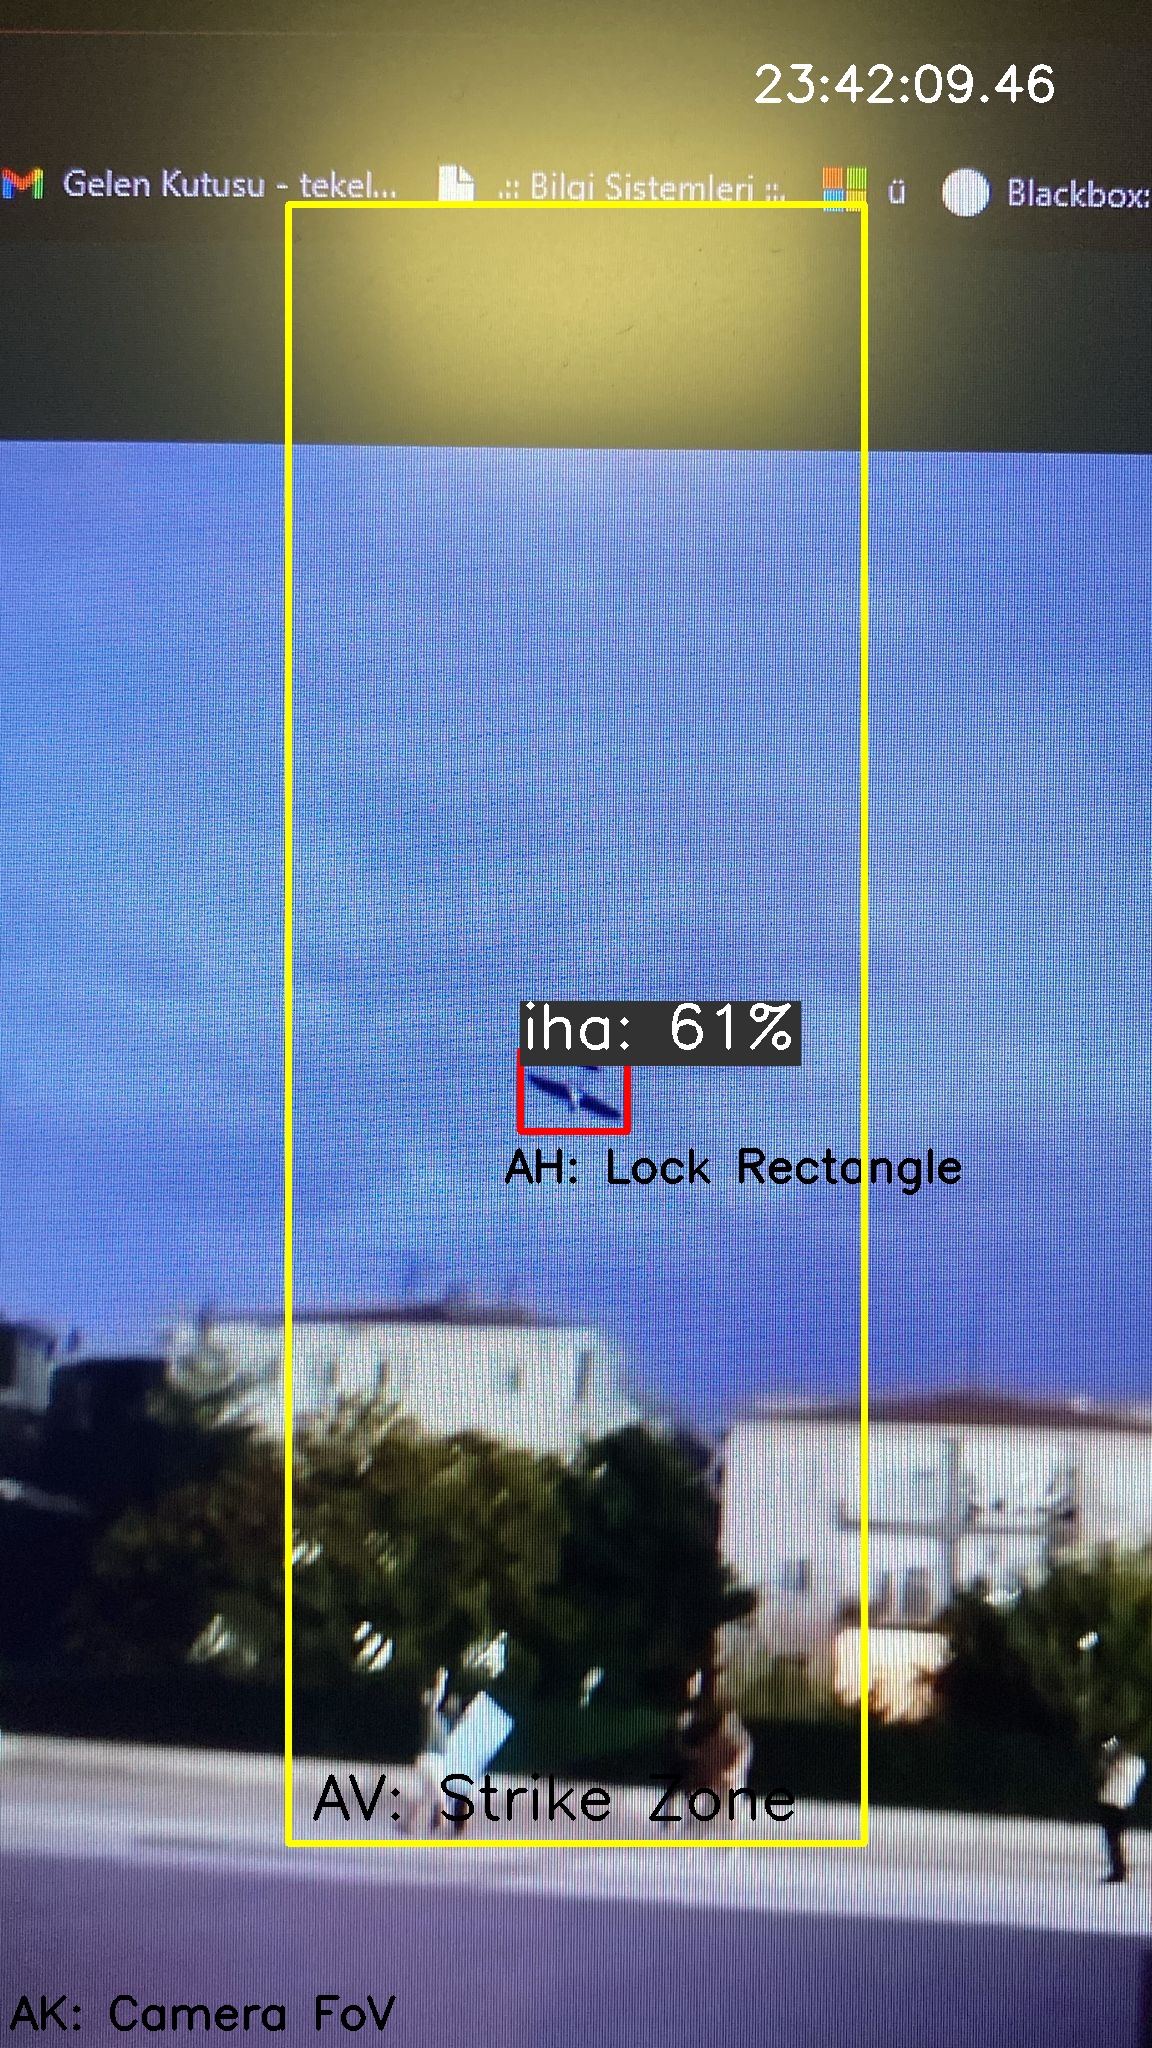 23:42:09.46
Gelen Kutusu - tekel...
.:: Bilgi Sistemleri ::.
ü
Blackbox:
iha: 61%
AH: Lock Rectangle
AV: Strike Zone
AK: Camera FoV